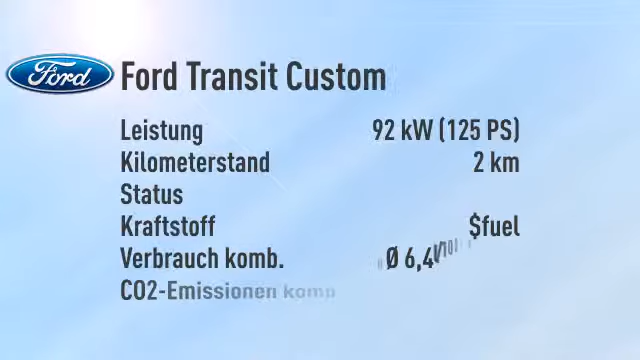 Ford
Ford Transit Custom
Leistung 92 kW (125 PS)
Kilometerstand 2 km
Status
Kraftstoff $fuel
Verbrauch komb. Ø 6,4
CO2-Emissionen komb